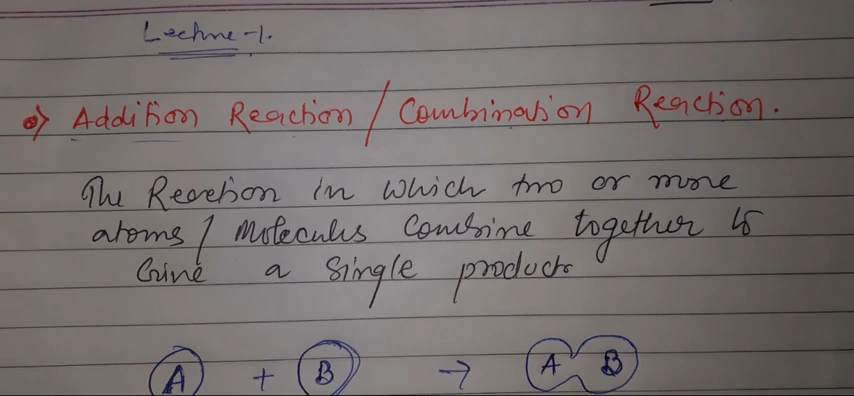 Lecture-1.
Addition Reaction / Combination Reaction.
The Reaction in which two or more
atoms / Molecules Combine together to
Give a Single product
A + B → A B